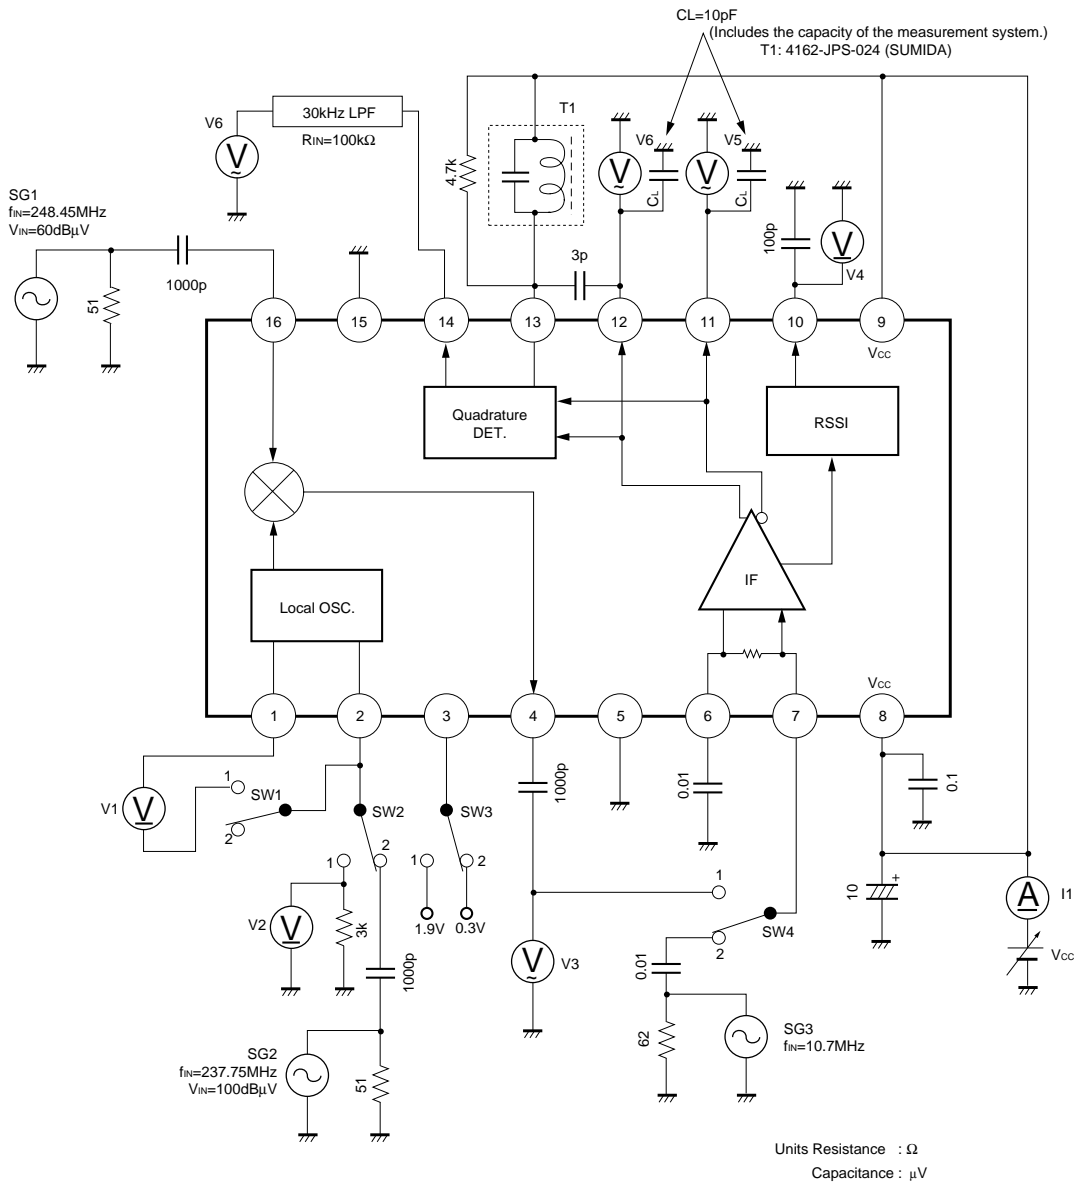 CL=10pF
(Includes the capacity of the measurement system.)
T1: 4162-JPS-024 (SUMIDA)
V6
30kHz LPF
RIN=100kΩ
T1
4.7k
V
~
V6
CL
V
~
V5
CL
V
~
SG1
fIN=248.45MHz
VIN=60dBµV
51
1000p
3p
100p
V
V4
16
15
14
13
12
11
10
9
VCC
Quadrature
DET.
RSSI
IF
Local OSC.
VCC
1
2
3
4
5
6
7
8
V1
V
1
SW1
2
SW2
1
2
SW3
1
2
1.9V
0.3V
V2
V
3k
1000p
1000p
0.01
0.1
1
SW4
2
V3
V
~
0.01
62
SG3
fIN=10.7MHz
10
+
A
I1
VCC
SG2
fIN=237.75MHz
VIN=100dBµV
51
Units Resistance : Ω
Capacitance : µV